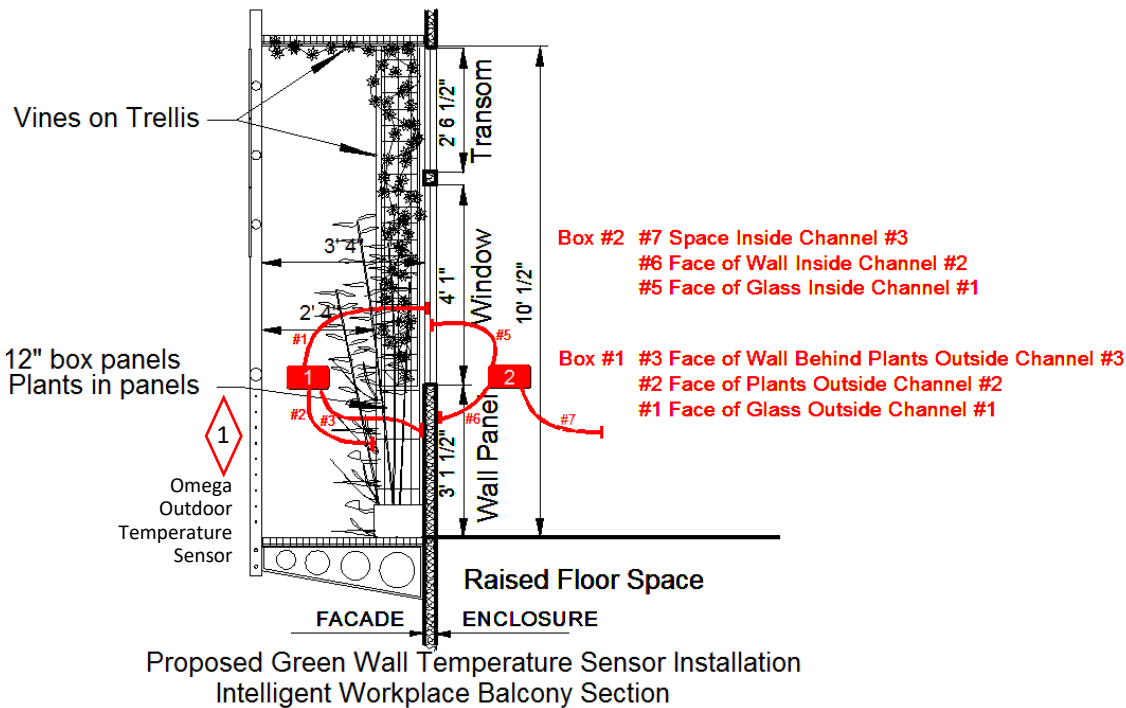 Vines on Trellis
2' 6 1/2"
Transom
3' 4"
4' 1"
Window
10' 1/2"
2' 4"
#1
#5
12" box panels
Plants in panels
1
2
#2
#3
#6
#7
3' 1 1/2"
Wall Panel
1
Omega
Outdoor
Temperature
Sensor
Box #2 #7 Space Inside Channel #3
#6 Face of Wall Inside Channel #2
#5 Face of Glass Inside Channel #1
Box #1 #3 Face of Wall Behind Plants Outside Channel #3
#2 Face of Plants Outside Channel #2
#1 Face of Glass Outside Channel #1
Raised Floor Space
FACADE ENCLOSURE
Proposed Green Wall Temperature Sensor Installation
Intelligent Workplace Balcony Section